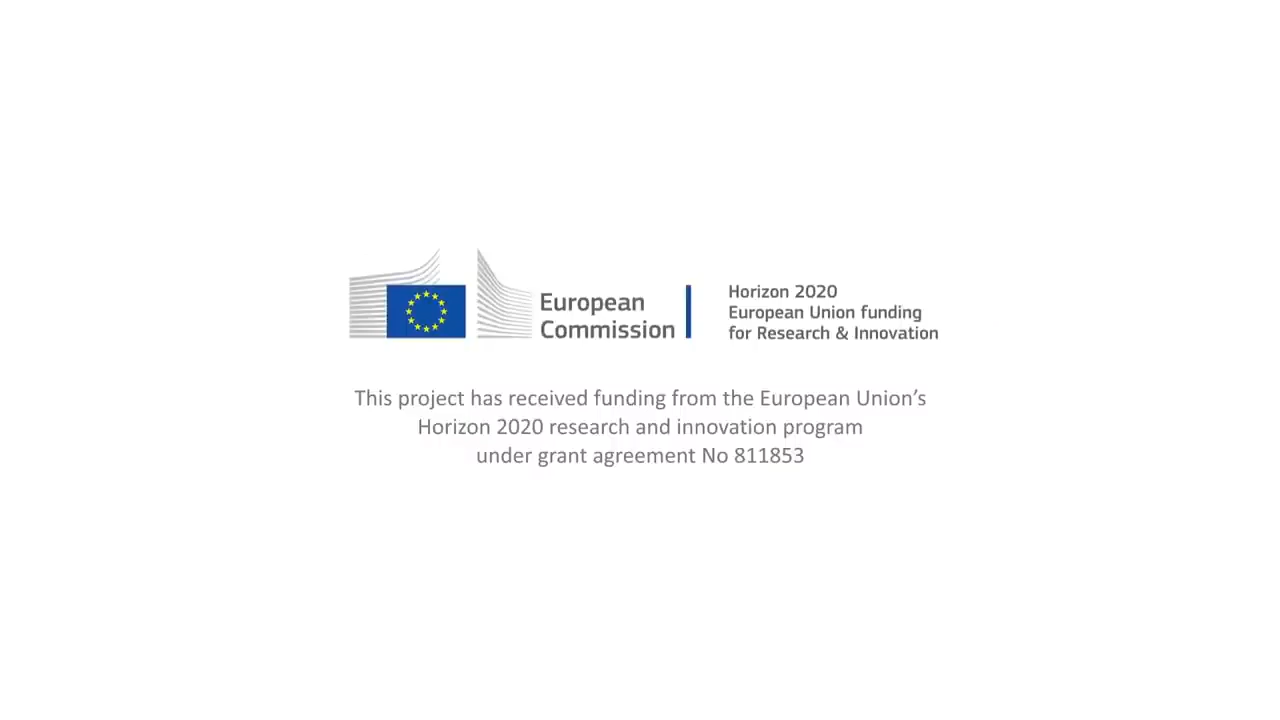 European
Commission
Horizon 2020
European Union funding
for Research & Innovation
This project has received funding from the European Union’s
Horizon 2020 research and innovation program
under grant agreement No 811853